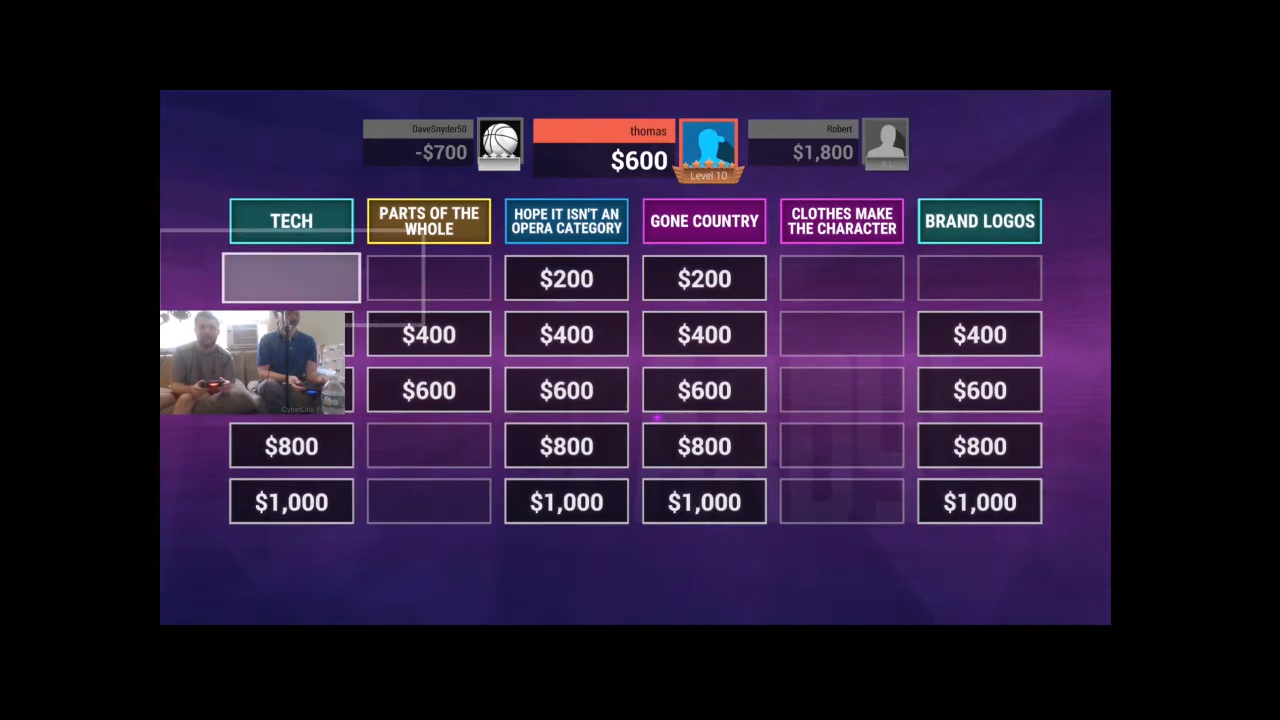 DaveSnyder50
-$700
thomas
$600
Level 10
Robert
$1,800
TECH
PARTS OF THE
WHOLE
HOPE IT ISN'T AN
OPERA CATEGORY
GONE COUNTRY
CLOTHES MAKE
THE CHARACTER
BRAND LOGOS
$200
$200
$400
$400
$400
$400
$600
$600
$600
$600
$800
$800
$800
$800
$1,000
$1,000
$1,000
$1,000
CyberLink